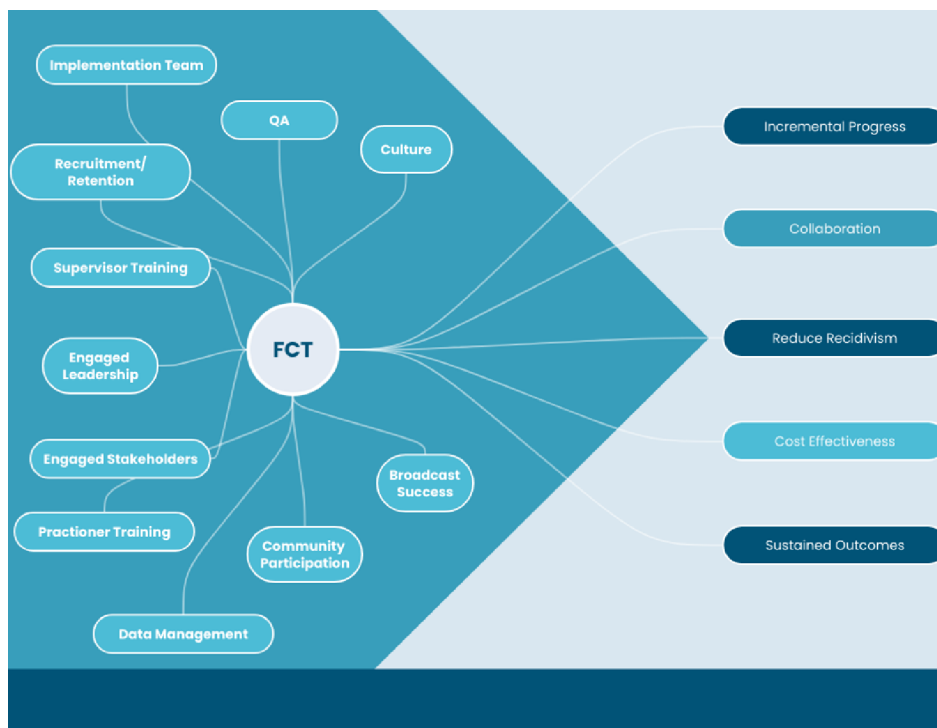 Implementation Team
QA
Culture
Recruitment/
Retention
Supervisor Training
FCT
Engaged
Leadership
Engaged Stakeholders
Broadcast
Success
Practioner Training
Community
Participation
Data Management
Incremental Progress
Collaboration
Reduce Recidivism
Cost Effectiveness
Sustained Outcomes